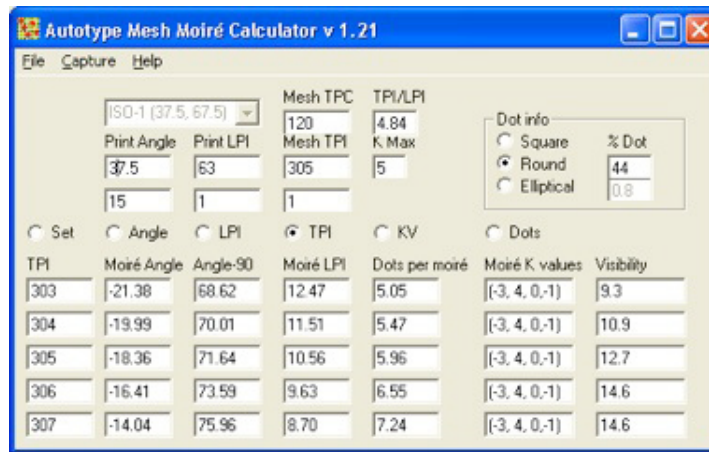 Autotype Mesh Moiré Calculator v 1.21
File Capture Help
ISO-1 (37.5, 67.5)
Mesh TPC TPI/LPI
120 4.84
Print Angle Print LPI Mesh TPI K Max
37.5 63 305 5
15 1 1
Dot info
Square % Dot
Round 44
Elliptical 0.8
Set Angle LPI TPI KV Dots
TPI Moiré Angle Angle-90 Moiré LPI Dots per moiré Moiré K values Visibility
303 -21.38 68.62 12.47 5.05 (-3, 4, 0,-1) 9.3
304 -19.99 70.01 11.51 5.47 (-3, 4, 0,-1) 10.9
305 -18.36 71.64 10.56 5.96 (-3, 4, 0,-1) 12.7
306 -16.41 73.59 9.63 6.55 (-3, 4, 0,-1) 14.6
307 -14.04 75.96 8.70 7.24 (-3, 4, 0,-1) 14.6